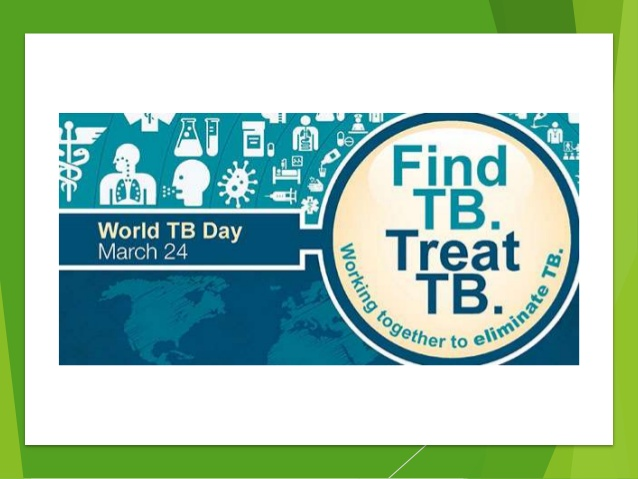 World TB Day
March 24
Find
TB.
Treat
TB.
Working together to eliminate TB.